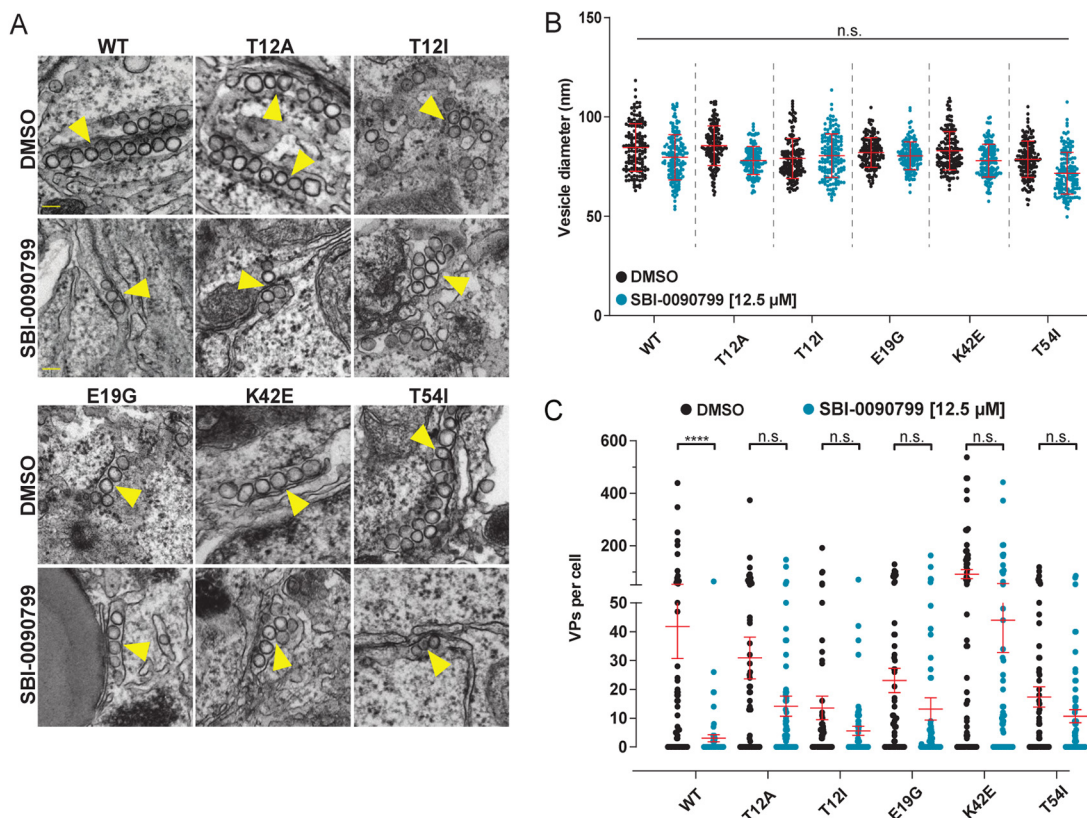 A
WT T12A T12I
DMSO
SBI-0090799
E19G K42E T54I
DMSO
SBI-0090799
B
n.s.
Vesicle diameter (nm)
150
100
50
0
DMSO
SBI-0090799 [12.5 µM]
WT T12A T12I E19G K42E T54I
C
DMSO SBI-0090799 [12.5 µM]
**** n.s. n.s. n.s. n.s. n.s.
VPs per cell
600
400
200
50
40
30
20
10
0
WT T12A T12I E19G K42E T54I